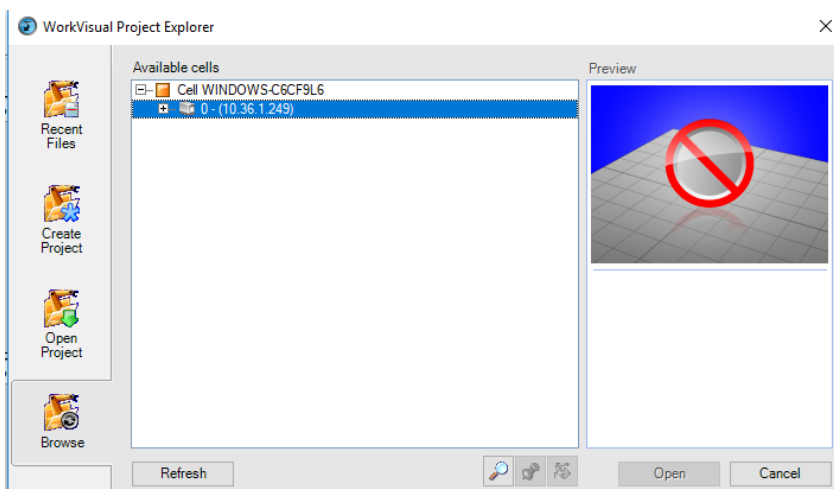 WorkVisual Project Explorer
Available cells
Preview
Cell WINDOWS-C6CF9L6
0 - (10.36.1.249)
Recent
Files
Create
Project
Open
Project
Browse
Refresh
Open
Cancel